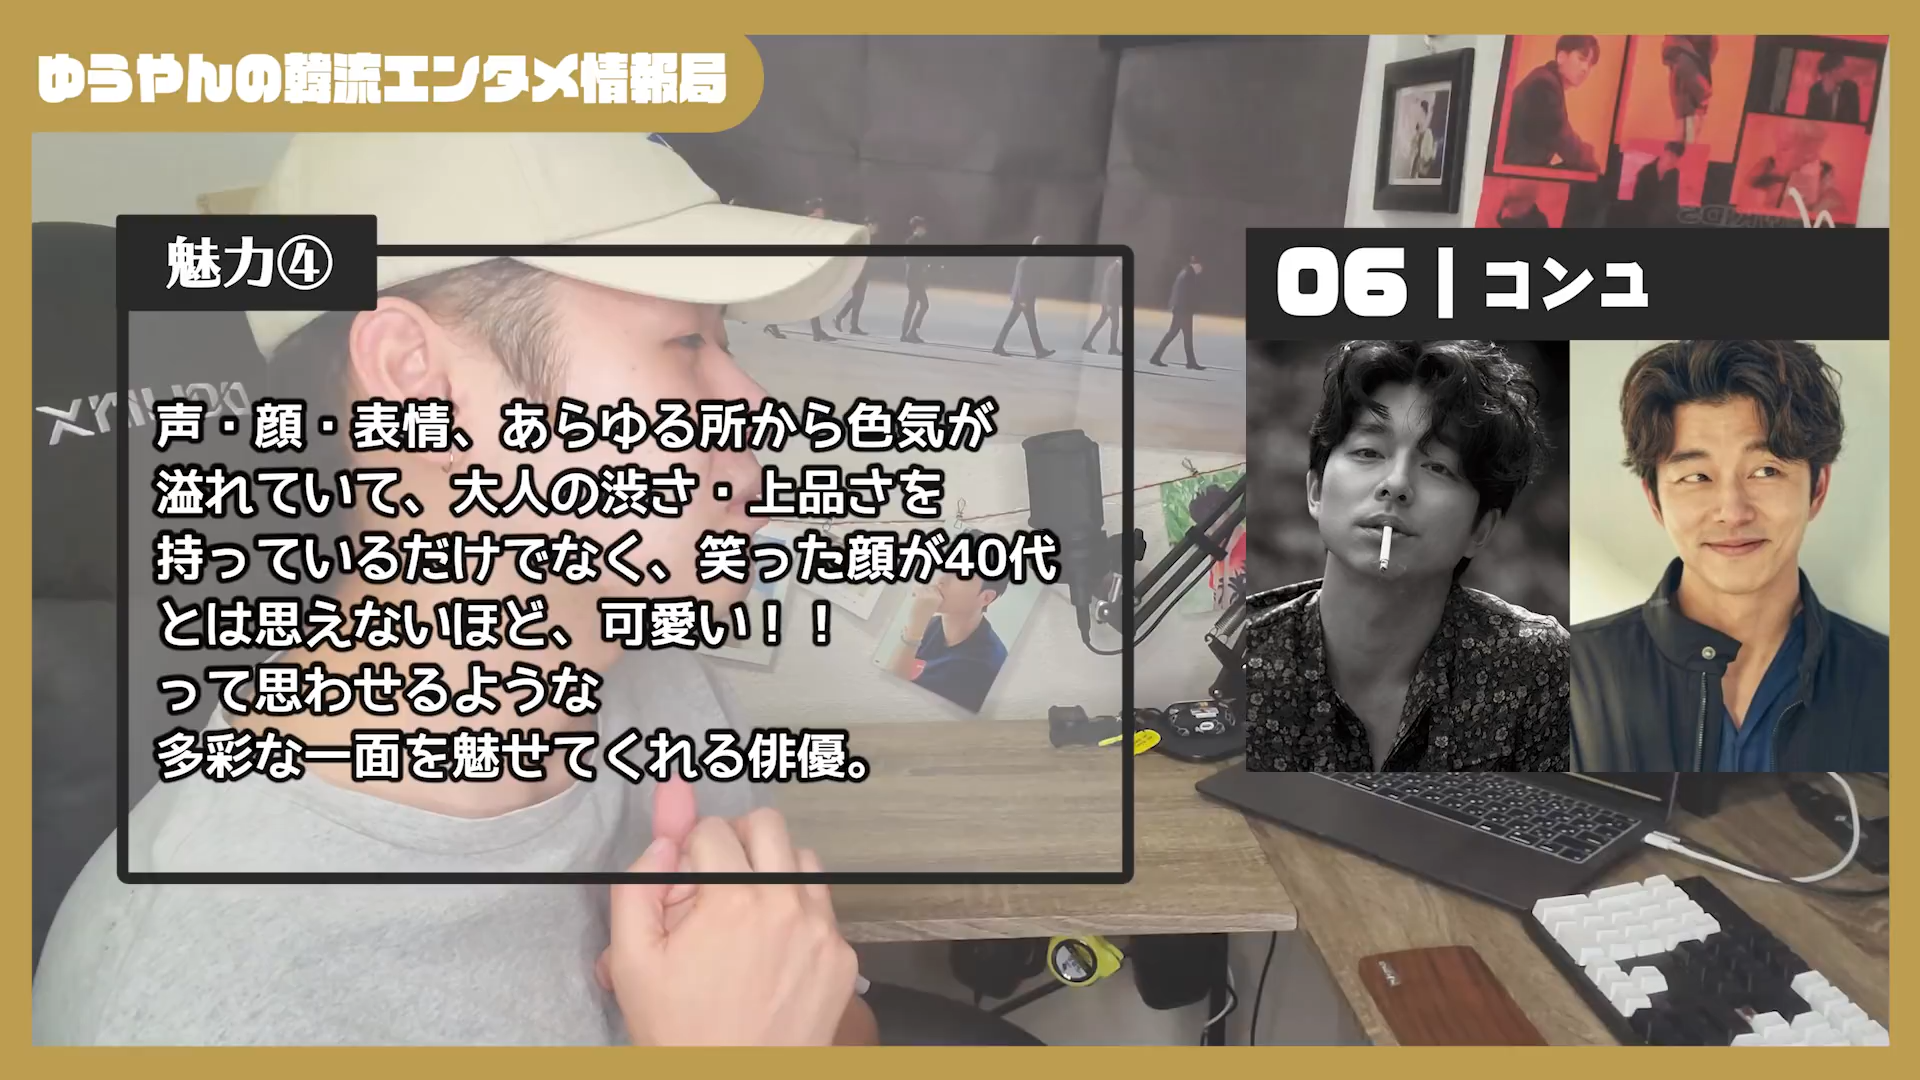 ゆうやんの韓流エンタメ情報局
魅力④
声・顔・表情、あらゆる所から色気が
溢れていて、大人の渋さ・上品さを
持っているだけでなく、笑った顔が40代
とは思えないほど、可愛い！！
って思わせるような
多彩な一面を魅せてくれる俳優。
06 | コンユ